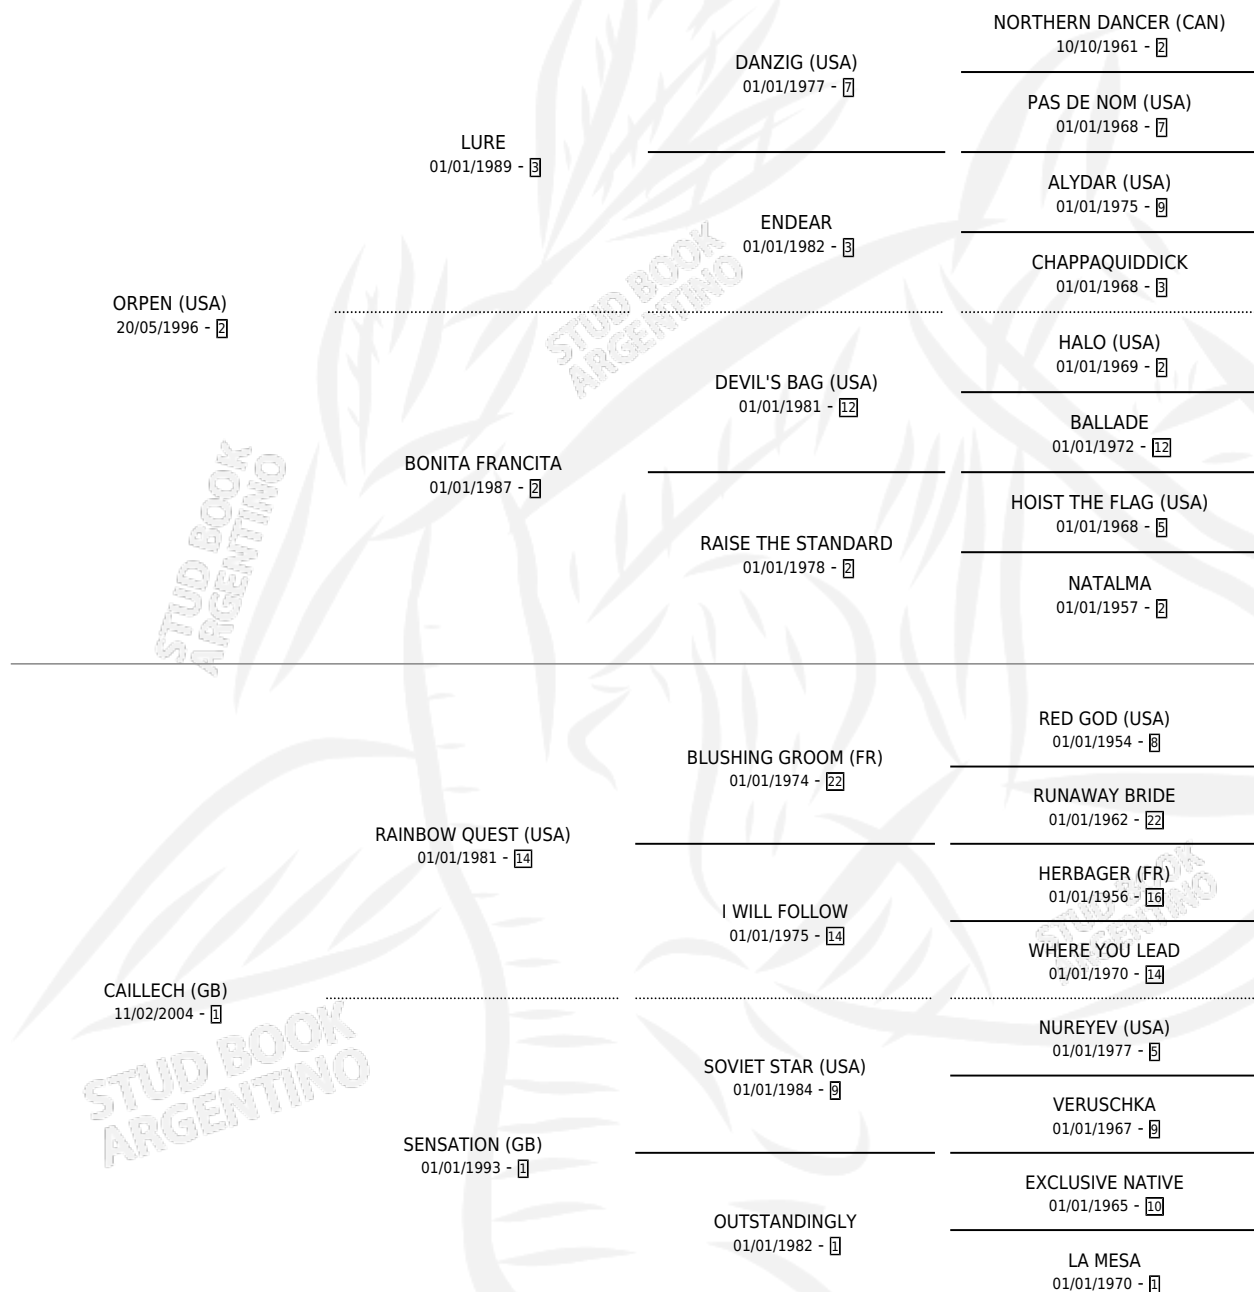 NORTHERN DANCER (CAN)
10/10/1961 - 2
DANZIG (USA)
01/01/1977 - 7
PAS DE NOM (USA)
01/01/1968 - 7
LURE
01/01/1989 - 3
ALYDAR (USA)
01/01/1975 - 9
ENDEAR
01/01/1982 - 3
CHAPPAQUIDDICK
01/01/1968 - 3
ORPEN (USA)
20/05/1996 - 2
HALO (USA)
01/01/1969 - 2
DEVIL'S BAG (USA)
01/01/1981 - 12
BALLADE
01/01/1972 - 12
BONITA FRANCITA
01/01/1987 - 2
HOIST THE FLAG (USA)
01/01/1968 - 5
RAISE THE STANDARD
01/01/1978 - 2
NATALMA
01/01/1957 - 2
STUD BOOK
ARGENTINO
STUD BOOK
ARGENTINO
RED GOD (USA)
01/01/1954 - 8
BLUSHING GROOM (FR)
01/01/1974 - 22
RUNAWAY BRIDE
01/01/1962 - 22
RAINBOW QUEST (USA)
01/01/1981 - 14
HERBAGER (FR)
01/01/1956 - 16
I WILL FOLLOW
01/01/1975 - 14
WHERE YOU LEAD
01/01/1970 - 14
STUD BOOK
ARGENTINO
CAILLECH (GB)
11/02/2004 - 1
NUREYEV (USA)
01/01/1977 - 5
SOVIET STAR (USA)
01/01/1984 - 9
VERUSCHKA
01/01/1967 - 9
STUD BOOK
ARGENTINO
SENSATION (GB)
01/01/1993 - 1
EXCLUSIVE NATIVE
01/01/1965 - 10
OUTSTANDINGLY
01/01/1982 - 1
LA MESA
01/01/1970 - 1